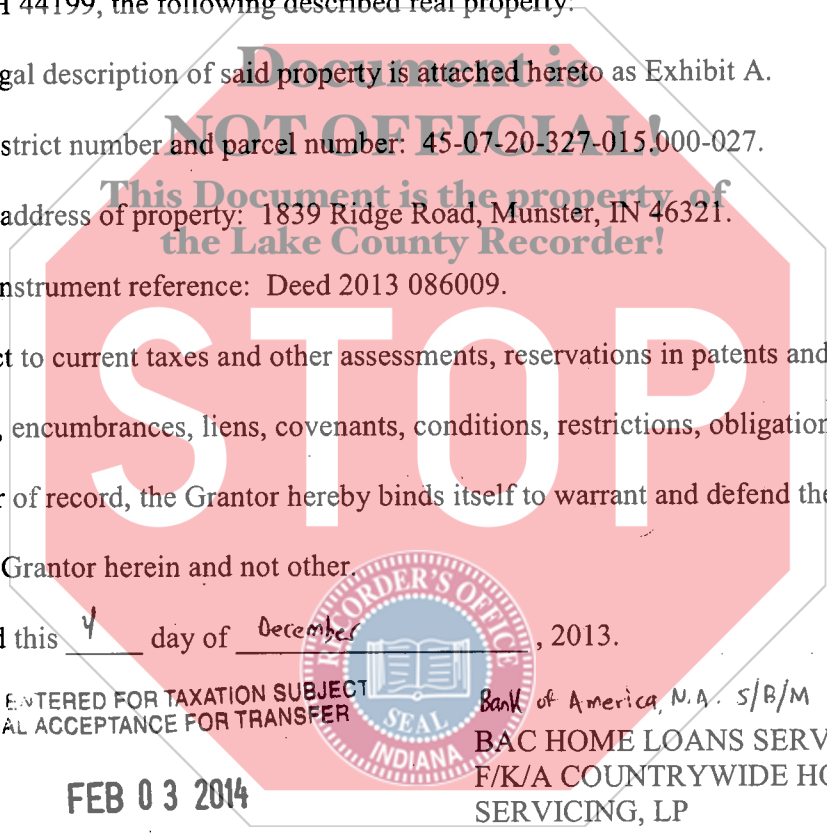 H 44199, the following described real property:
Document is
gal description of said property is attached hereto as Exhibit A.
NOT OFFICIAL!
strict number and parcel number: 45-07-20-327-015.000-027.
This Document is the property of
address of property: 1839 Ridge Road, Munster, IN 46321.
the Lake County Recorder!
nstrument reference: Deed 2013 086009.
STOP
ct to current taxes and other assessments, reservations in patents and
, encumbrances, liens, covenants, conditions, restrictions, obligation
r of record, the Grantor hereby binds itself to warrant and defend the
Grantor herein and not other.
d this 4 day of December, 2013.
RECORDER'S OFFICE
SEAL
INDIANA
ENTERED FOR TAXATION SUBJECT
AL ACCEPTANCE FOR TRANSFER
FEB 03 2014
Bank of America, N.A. S/B/M
BAC HOME LOANS SERV
F/K/A COUNTRYWIDE HO
SERVICING, LP